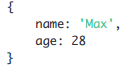 {
    name: 'Max',
    age: 28
}